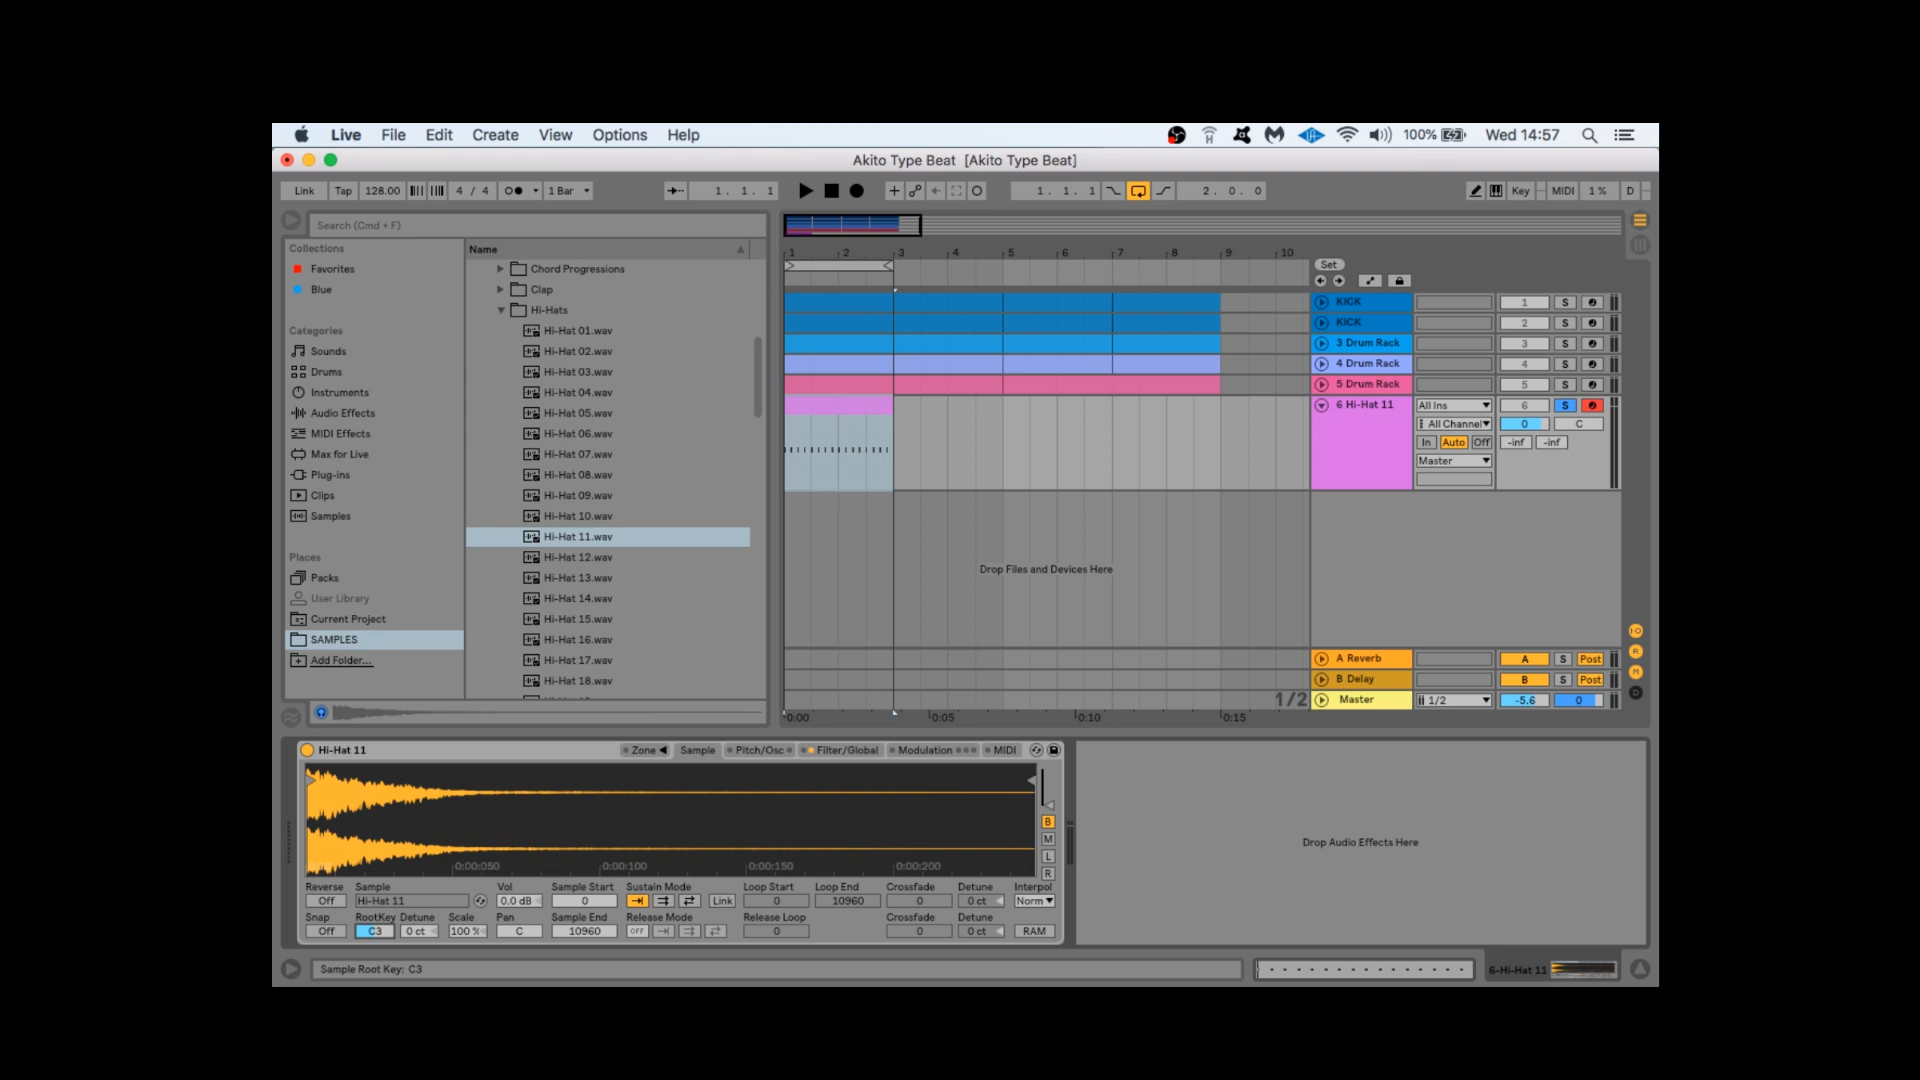 Live File Edit Create View Options Help 100% Wed 14:57
Akito Type Beat [Akito Type Beat]
Link Tap 128.00 4 / 4 1 Bar 1. 1. 1 1. 1. 1 2. 0. 0 Key MIDI 1 % D
Search (Cmd + F)
Collections
Favorites
Blue
Categories
Sounds
Drums
Instruments
Audio Effects
MIDI Effects
Max for Live
Plug-ins
Clips
Samples
Places
Packs
User Library
Current Project
SAMPLES
Add Folder...
Name
Chord Progressions
Clap
Hi-Hats
Hi-Hat 01.wav
Hi-Hat 02.wav
Hi-Hat 03.wav
Hi-Hat 04.wav
Hi-Hat 05.wav
Hi-Hat 06.wav
Hi-Hat 07.wav
Hi-Hat 08.wav
Hi-Hat 09.wav
Hi-Hat 10.wav
Hi-Hat 11.wav
Hi-Hat 12.wav
Hi-Hat 13.wav
Hi-Hat 14.wav
Hi-Hat 15.wav
Hi-Hat 16.wav
Hi-Hat 17.wav
Hi-Hat 18.wav
1 2 3 4 5 6 7 8 9 10
Set
KICK 1 S
KICK 2 S
3 Drum Rack 3 S
4 Drum Rack 4 S
5 Drum Rack 5 S
6 Hi-Hat 11 All Ins 6 S
All Channel 0 C
In Auto Off -inf -inf
Master
Drop Files and Devices Here
A Reverb A S Post
B Delay B S Post
1/2 Master 1/2 -5.6 0
0:00 0:05 0:10 0:15
I-O
R
M
D
Hi-Hat 11 Zone Sample Pitch/Osc Filter/Global Modulation MIDI
B
M
L
R
0:00:050 0:00:100 0:00:150 0:00:200
Reverse Sample Vol Sample Start Sustain Mode Loop Start Loop End Crossfade Detune Interpol
Off Hi-Hat 11 0.0 dB 0 Link 0 10960 0 0 ct Norm
Snap RootKey Detune Scale Pan Sample End Release Mode Release Loop Crossfade Detune
Off C3 0 ct 100 % C 10960 OFF 0 0 0 ct RAM
Drop Audio Effects Here
Sample Root Key: C3
6-Hi-Hat 11